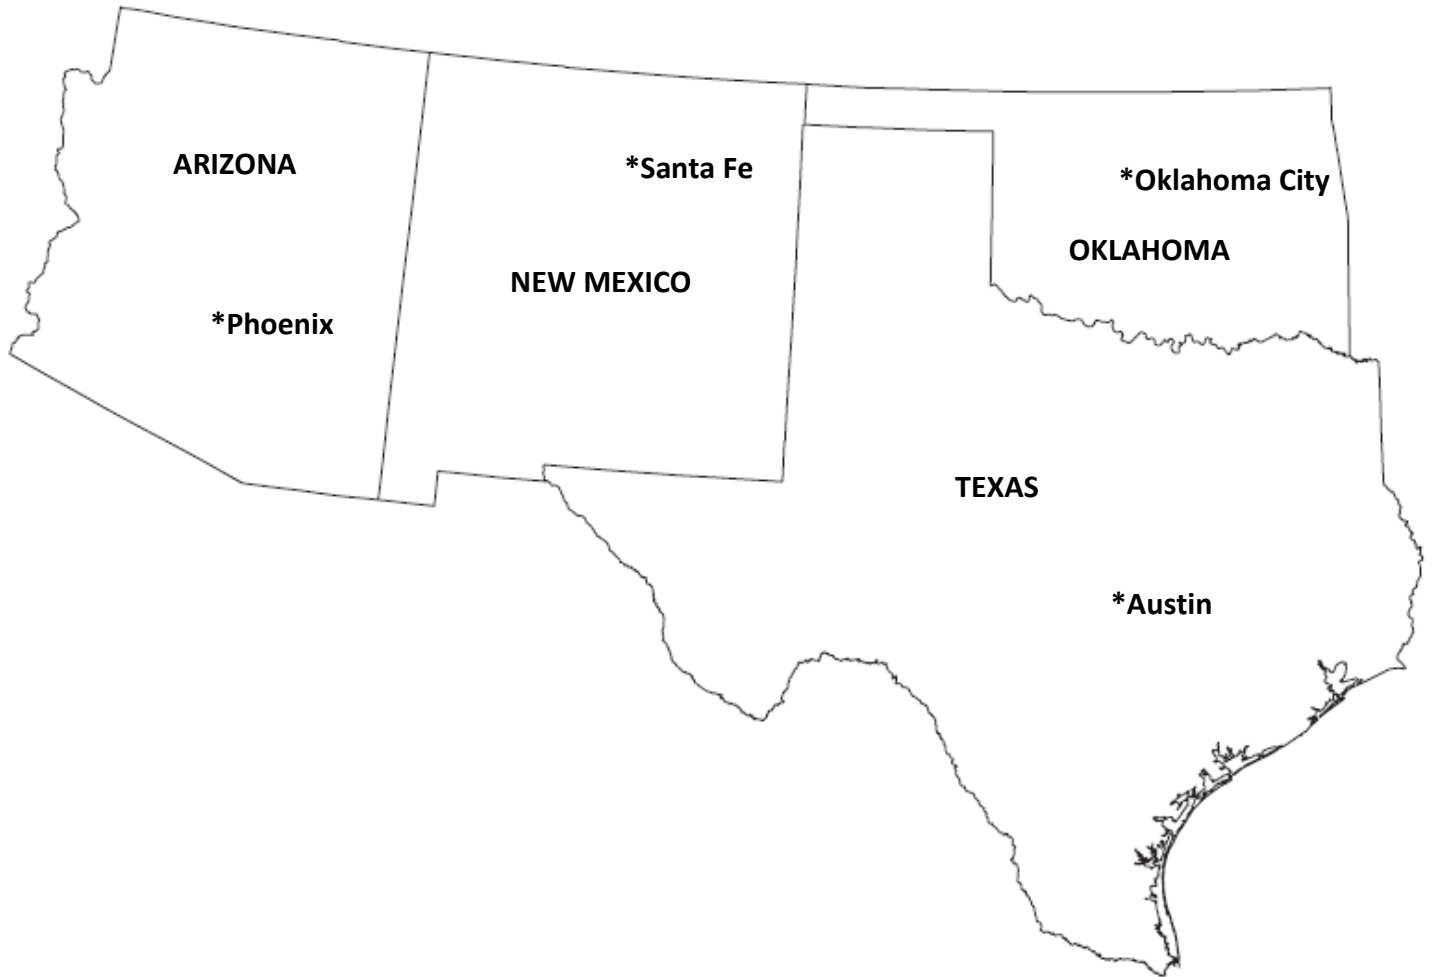 ARIZONA
*Santa Fe
*Oklahoma City
OKLAHOMA
NEW MEXICO
*Phoenix
TEXAS
*Austin